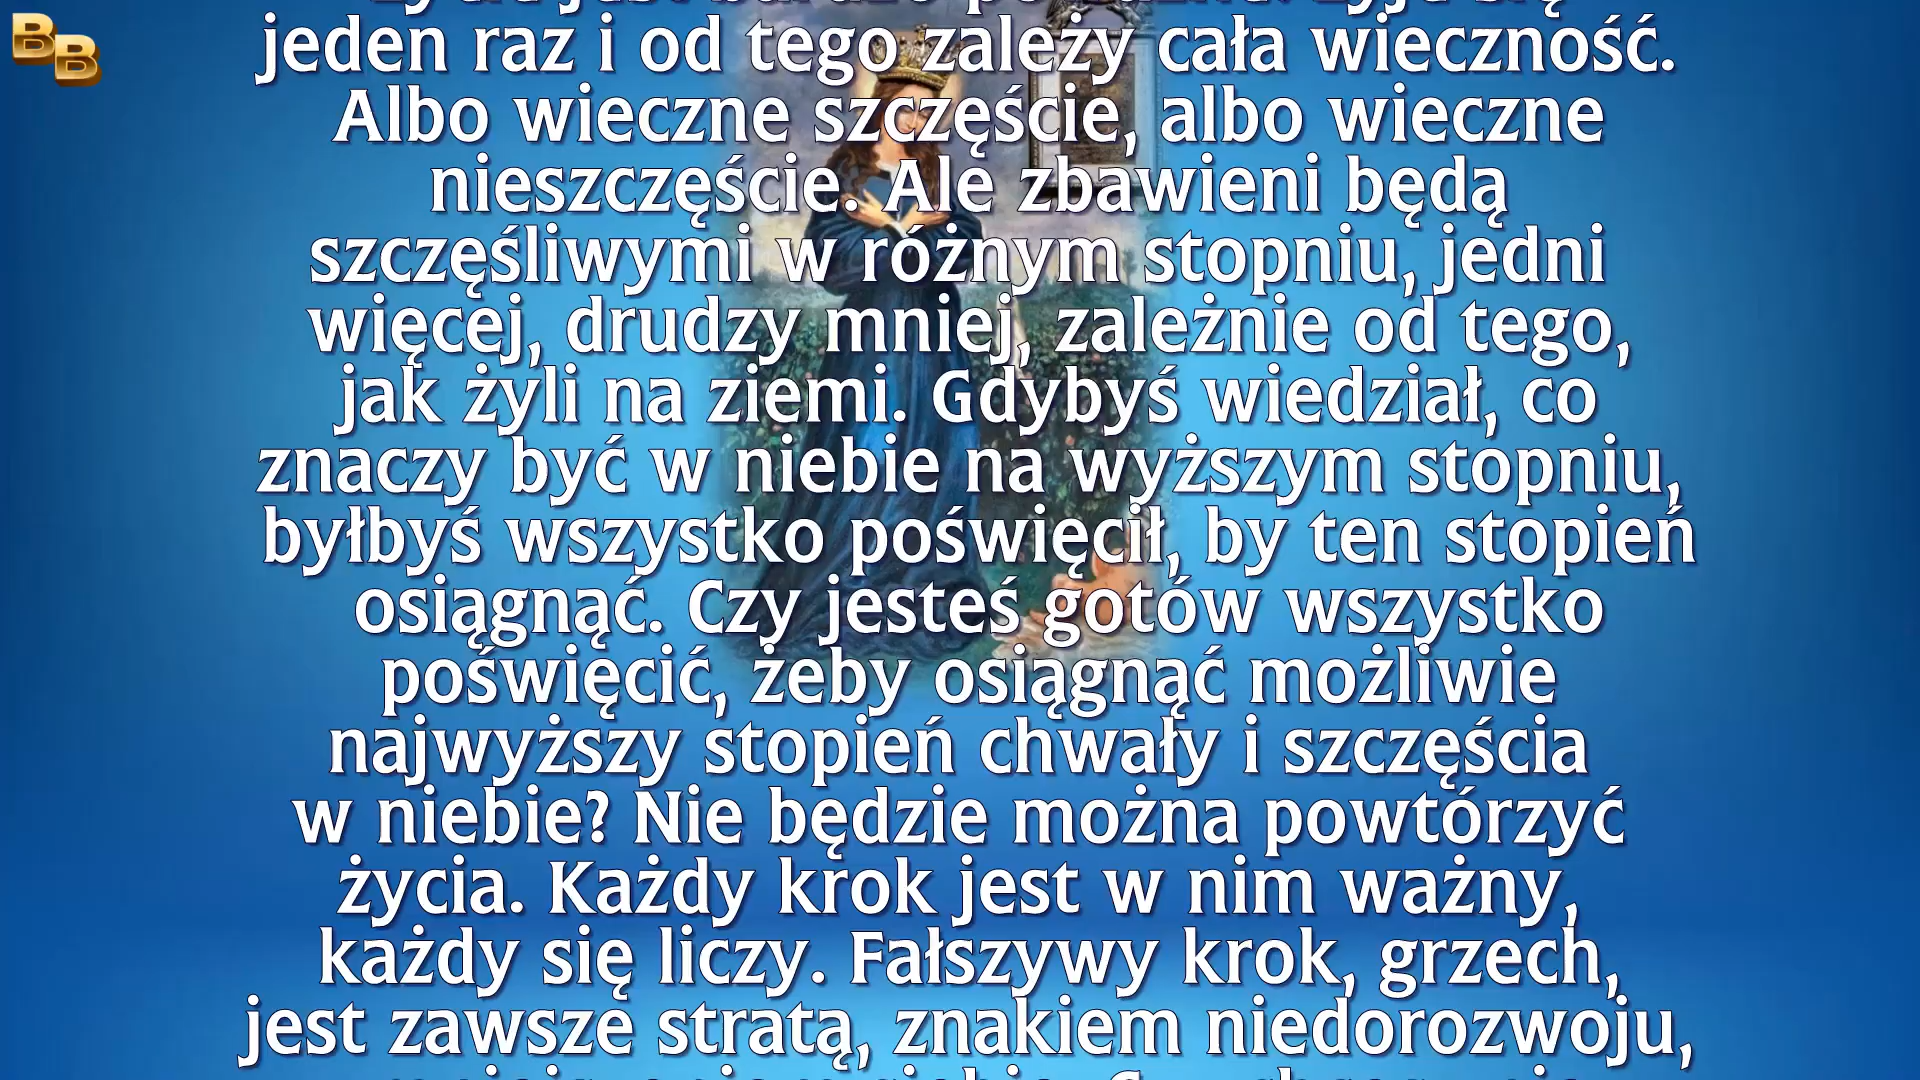 BB
jeden raz i od tego zależy cała wieczność.
Albo wieczne szczęście, albo wieczne
nieszczęście. Ale zbawieni będą
szczęśliwymi w różnym stopniu, jedni
więcej, drudzy mniej, zależnie od tego,
jak żyli na ziemi. Gdybyś wiedział, co
znaczy być w niebie na wyższym stopniu,
byłbyś wszystko poświęcił, by ten stopień
osiągnąć. Czy jesteś gotów wszystko
poświęcić, żeby osiągnąć możliwie
najwyższy stopień chwały i szczęścia
w niebie? Nie będzie można powtórzyć
życia. Każdy krok jest w nim ważny,
każdy się liczy. Fałszywy krok, grzech,
jest zawsze stratą, znakiem niedorozwoju,